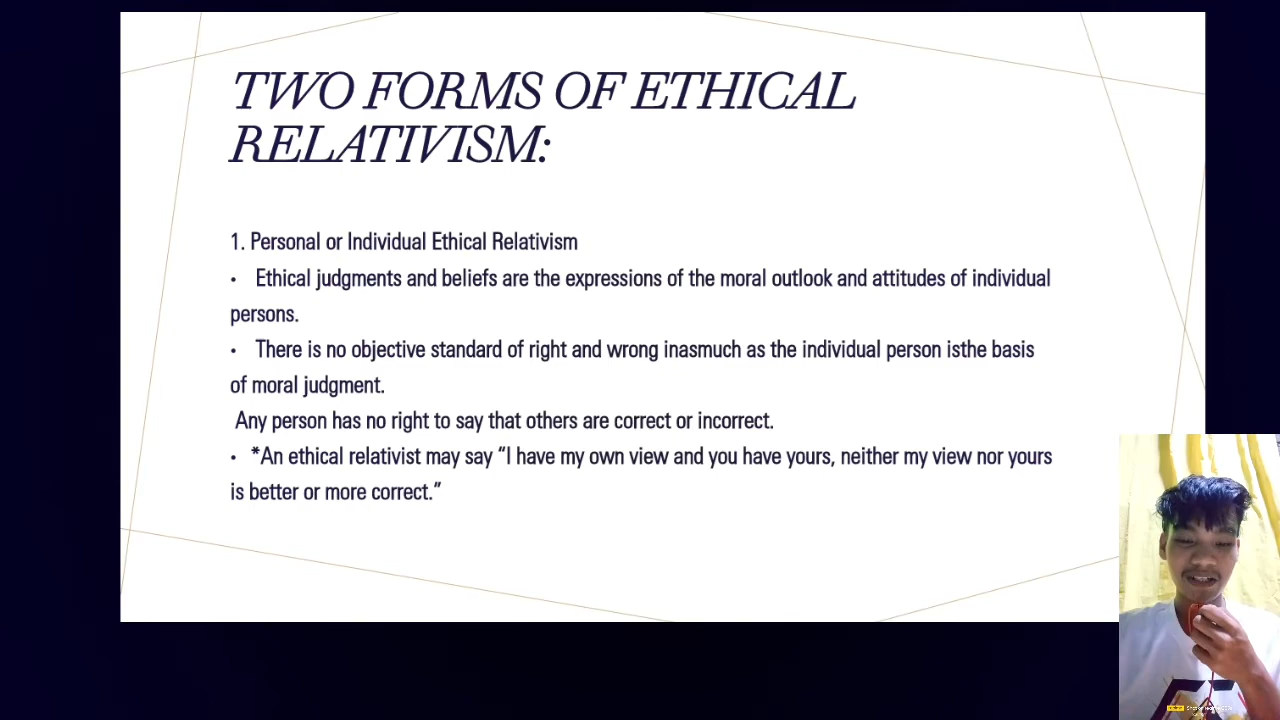 TWO FORMS OF ETHICAL
RELATIVISM:
1. Personal or Individual Ethical Relativism
• Ethical judgments and beliefs are the expressions of the moral outlook and attitudes of individual
persons.
• There is no objective standard of right and wrong inasmuch as the individual person isthe basis
of moral judgment.
Any person has no right to say that others are correct or incorrect.
• *An ethical relativist may say “I have my own view and you have yours, neither my view nor yours
is better or more correct.”